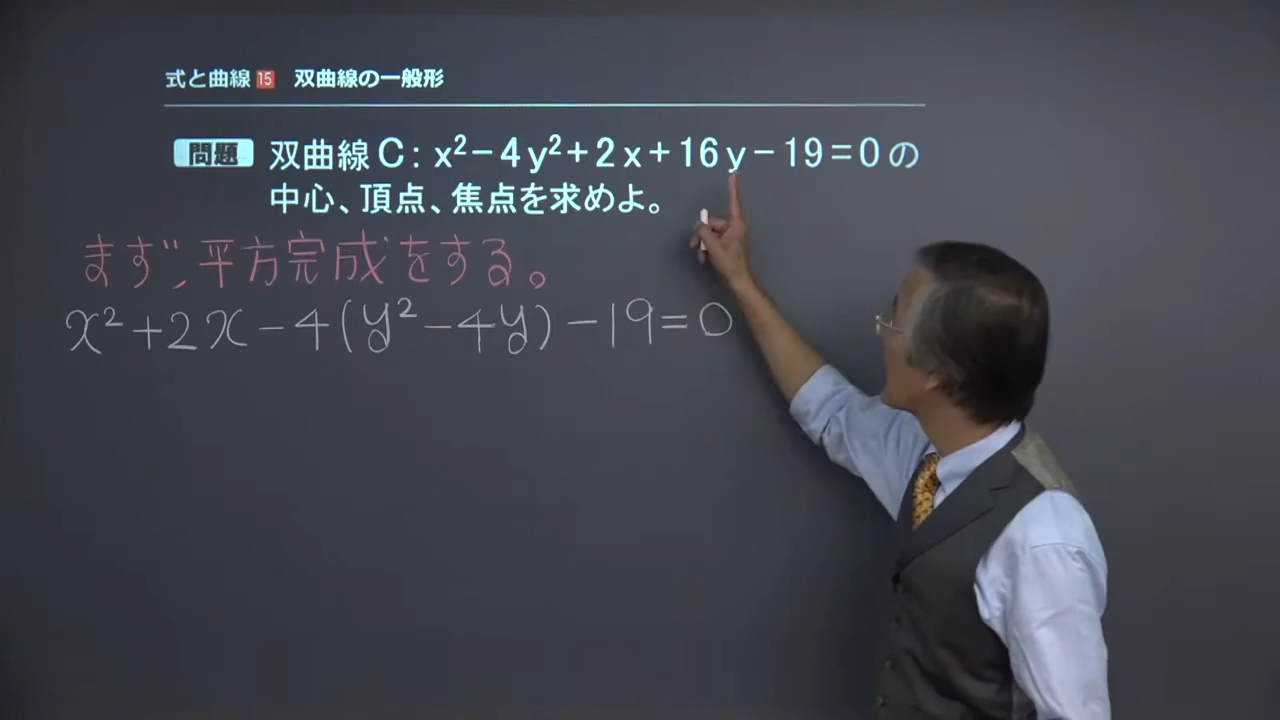 式と曲線 15 双曲線の一般形
問題 双曲線C:x²−4y²+2x+16y−19=0の
中心、頂点、焦点を求めよ。
まず、平方完成をする。
x²+2x−4(y²−4y)−19=0